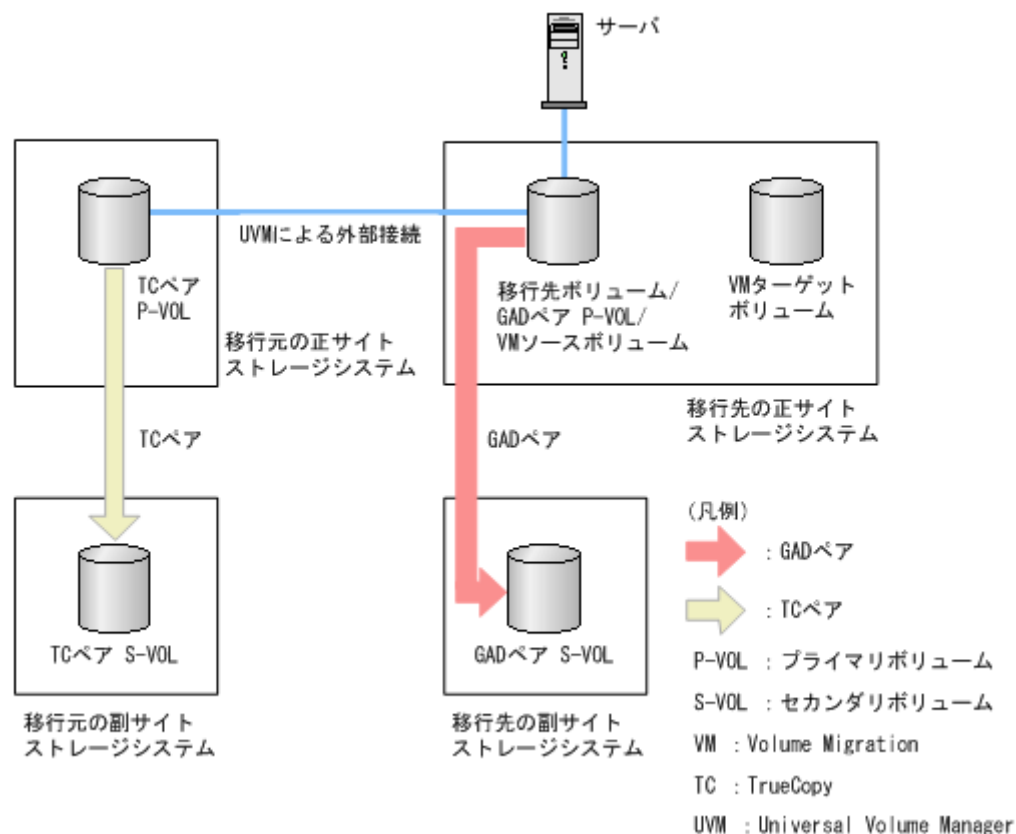 サーバ
UVMによる外部接続
TCペア
P-VOL
移行元の正サイト
ストレージシステム
移行先ボリューム/
GADペア P-VOL/
VMソースボリューム
VMターゲット
ボリューム
移行先の正サイト
ストレージシステム
TCペア
GADペア
TCペア S-VOL
移行元の副サイト
ストレージシステム
GADペア S-VOL
移行先の副サイト
ストレージシステム
(凡例)
：GADペア
：TCペア
P-VOL ：プライマリボリューム
S-VOL ：セカンダリボリューム
VM ：Volume Migration
TC ：TrueCopy
UVM ：Universal Volume Manager